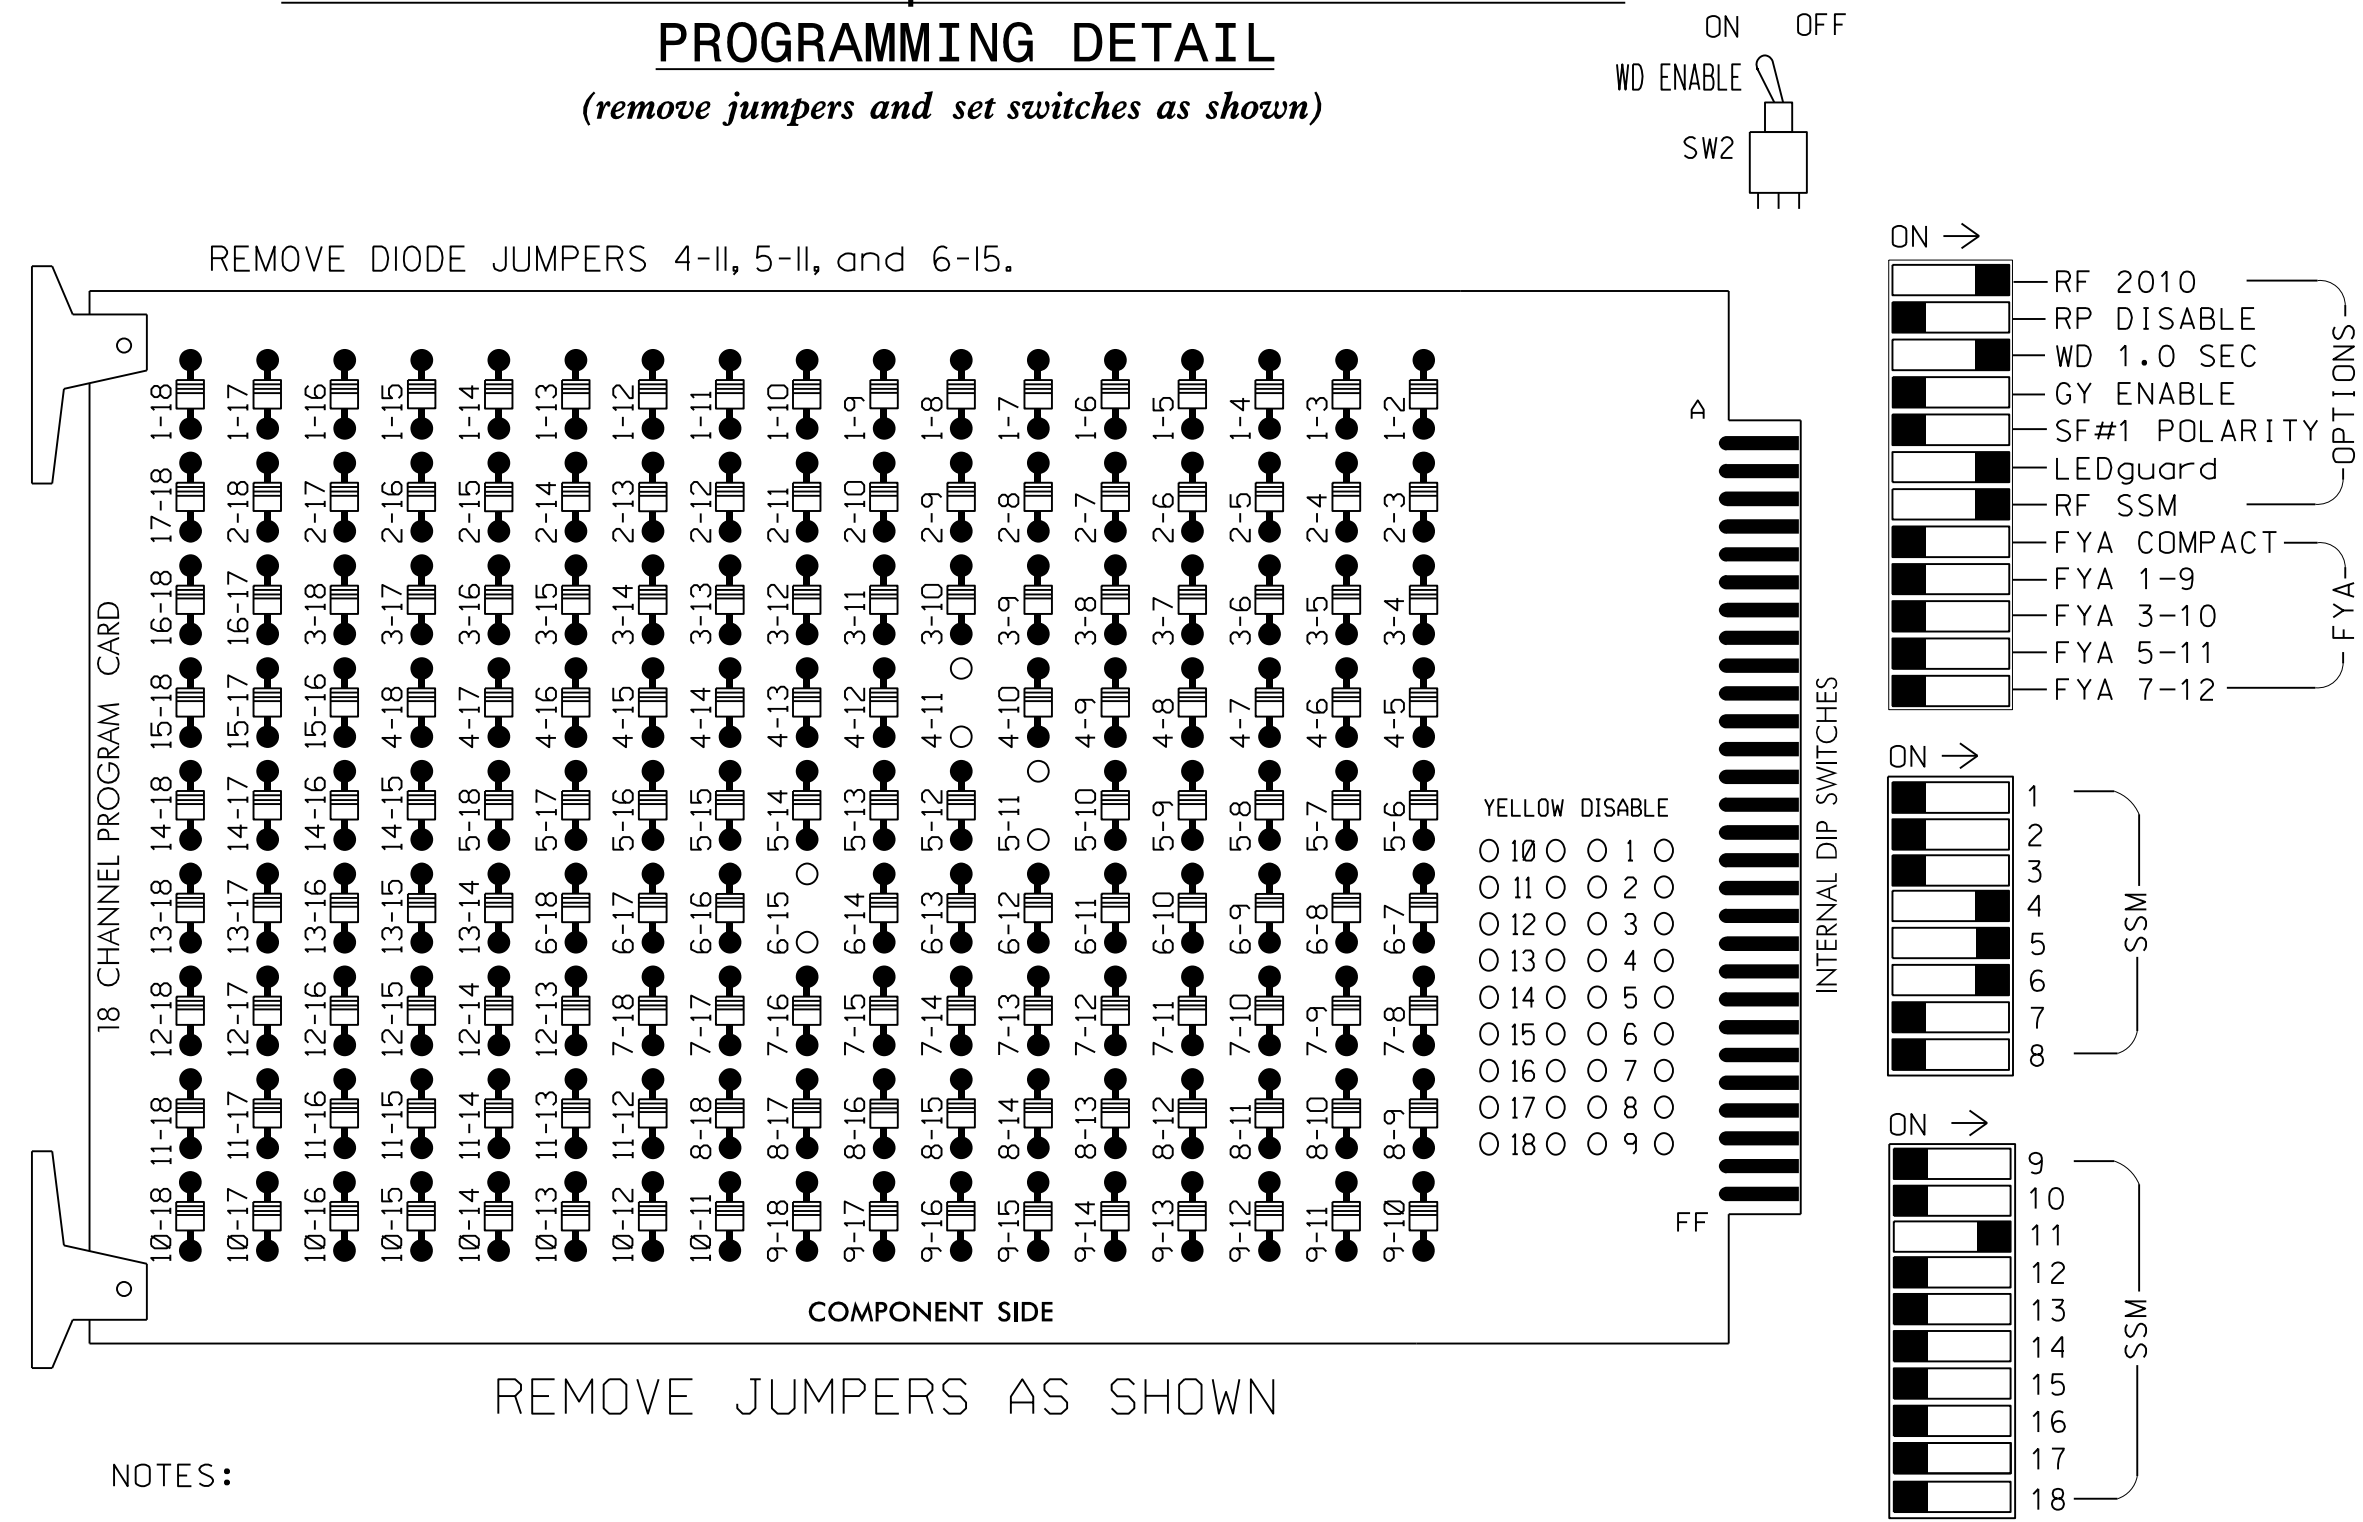 PROGRAMMING DETAIL
(remove jumpers and set switches as shown)
ON OFF
WD ENABLE
SW2
REMOVE DIODE JUMPERS 4-11, 5-11, and 6-15.
18 CHANNEL PROGRAM CARD
1-18 1-17 1-16 1-15 1-14 1-13 1-12 1-11 1-10 1-9 1-8 1-7 1-6 1-5 1-4 1-3 1-2
17-18 2-18 2-17 2-16 2-15 2-14 2-13 2-12 2-11 2-10 2-9 2-8 2-7 2-6 2-5 2-4 2-3
16-18 16-17 3-18 3-17 3-16 3-15 3-14 3-13 3-12 3-11 3-10 3-9 3-8 3-7 3-6 3-5 3-4
15-18 15-17 15-16 4-18 4-17 4-16 4-15 4-14 4-13 4-12 4-11 4-10 4-9 4-8 4-7 4-6 4-5
14-18 14-17 14-16 14-15 5-18 5-17 5-16 5-15 5-14 5-13 5-12 5-11 5-10 5-9 5-8 5-7 5-6
13-18 13-17 13-16 13-15 13-14 6-18 6-17 6-16 6-15 6-14 6-13 6-12 6-11 6-10 6-9 6-8 6-7
12-18 12-17 12-16 12-15 12-14 12-13 7-18 7-17 7-16 7-15 7-14 7-13 7-12 7-11 7-10 7-9 7-8
11-18 11-17 11-16 11-15 11-14 11-13 11-12 8-18 8-17 8-16 8-15 8-14 8-13 8-12 8-11 8-10 8-9
10-18 10-17 10-16 10-15 10-14 10-13 10-12 10-11 9-18 9-17 9-16 9-15 9-14 9-13 9-12 9-11 9-10
A
YELLOW DISABLE
10 1
11 2
12 3
13 4
14 5
15 6
16 7
17 8
18 9
FF
COMPONENT SIDE
REMOVE JUMPERS AS SHOWN
NOTES:
INTERNAL DIP SWITCHES
ON
RF 2010
RP DISABLE
WD 1.0 SEC
GY ENABLE
SF#1 POLARITY
LEDguard
RF SSM
OPTIONS
FYA COMPACT
FYA 1-9
FYA 3-10
FYA 5-11
FYA 7-12
FYA
ON
1
2
3
4
5
6
7
8
SSM
ON
9
10
11
12
13
14
15
16
17
18
SSM